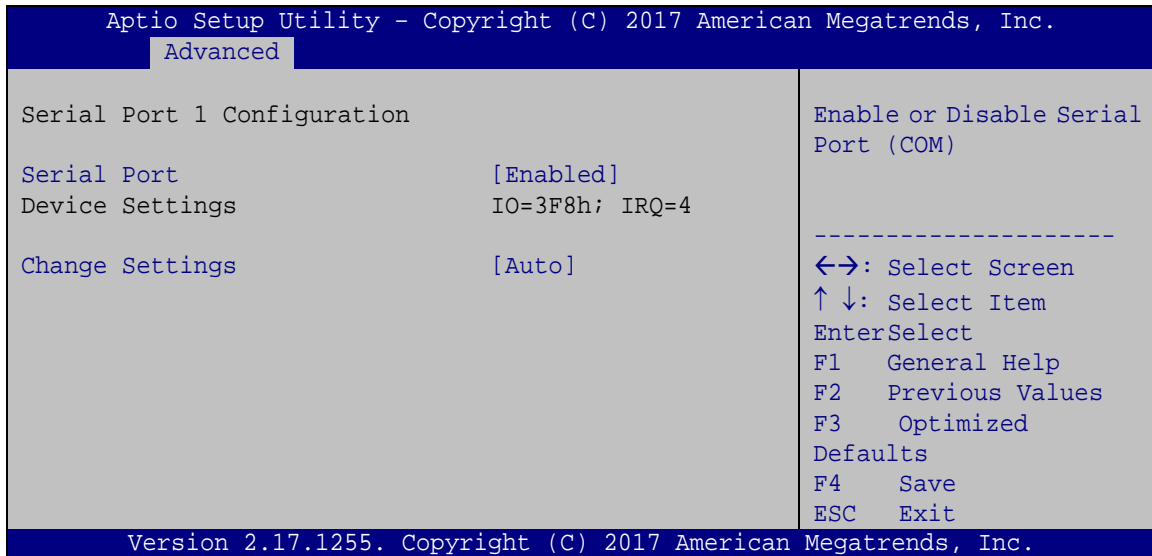 Aptio Setup Utility – Copyright (C) 2017 American Megatrends, Inc.
Advanced
Serial Port 1 Configuration
Serial Port [Enabled]
Device Settings IO=3F8h; IRQ=4
Change Settings [Auto]
Enable or Disable Serial
Port (COM)
---------------------
←→: Select Screen
↑ ↓: Select Item
EnterSelect
F1 General Help
F2 Previous Values
F3 Optimized
Defaults
F4 Save
ESC Exit
Version 2.17.1255. Copyright (C) 2017 American Megatrends, Inc.